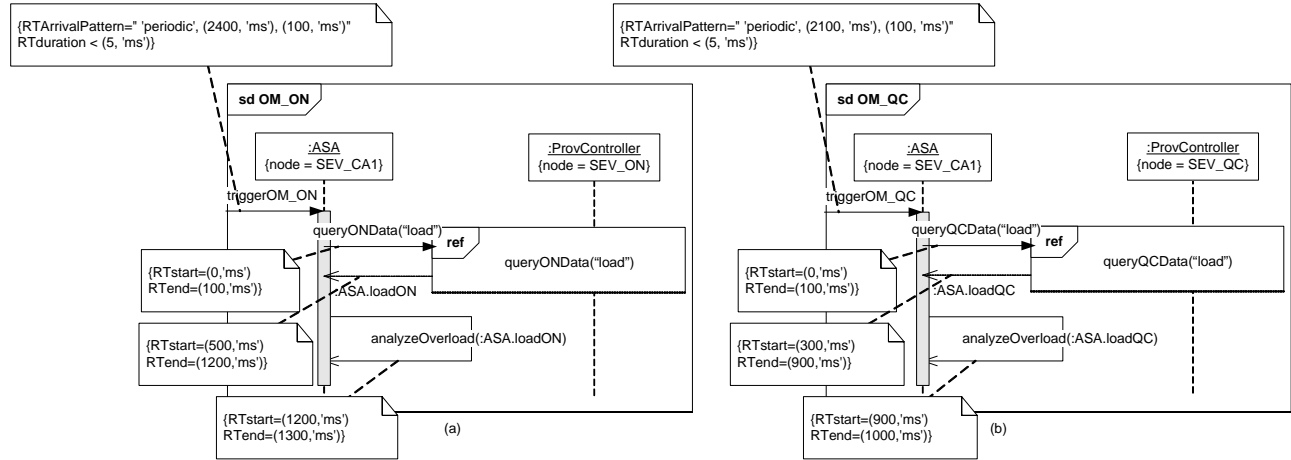 {RTArrivalPattern=" 'periodic', (2400, 'ms'), (100, 'ms')"
RTduration < (5, 'ms')}
sd OM_ON
:ASA
{node = SEV_CA1}
:ProvController
{node = SEV_ON}
triggerOM_ON
queryONData("load")
ref
queryONData("load")
{RTstart=(0,'ms')
RTend=(100,'ms')}
:ASA.loadON
{RTstart=(500,'ms')
RTend=(1200,'ms')}
analyzeOverload(:ASA.loadON)
{RTstart=(1200,'ms')
RTend=(1300,'ms')}
(a)
{RTArrivalPattern=" 'periodic', (2100, 'ms'), (100, 'ms')"
RTduration < (5, 'ms')}
sd OM_QC
:ASA
{node = SEV_CA1}
:ProvController
{node = SEV_QC}
triggerOM_QC
queryQCData("load")
ref
queryQCData("load")
{RTstart=(0,'ms')
RTend=(100,'ms')}
:ASA.loadQC
{RTstart=(300,'ms')
RTend=(900,'ms')}
analyzeOverload(:ASA.loadQC)
{RTstart=(900,'ms')
RTend=(1000,'ms')}
(b)